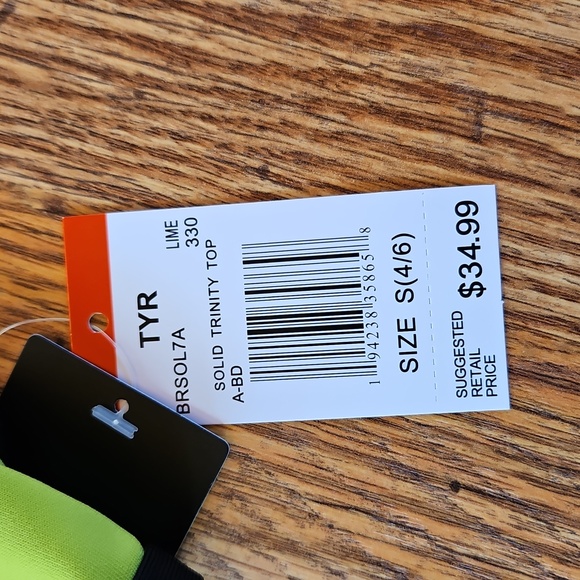 TYR
LIME
BRSOL7A 330
SOLID TRINITY TOP
A-BD
1 94238 35865 8
SIZE S(4/6)
SUGGESTED
RETAIL
PRICE
$34.99